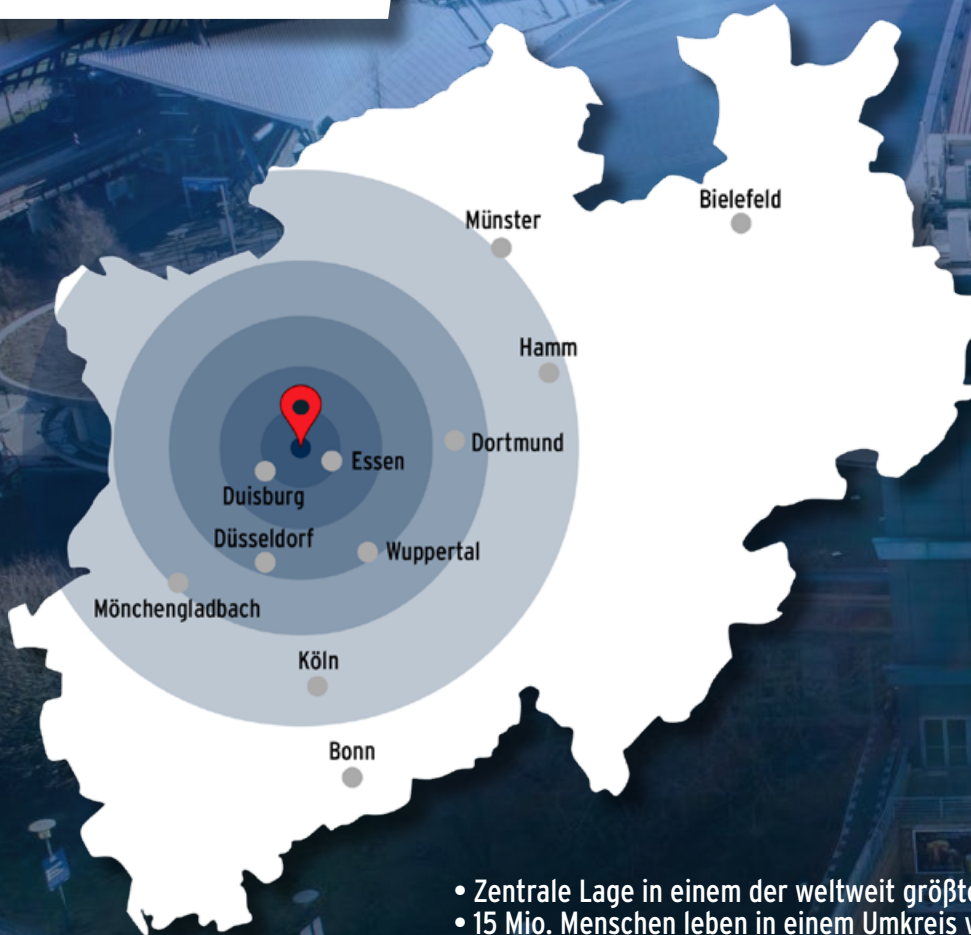 Münster
Bielefeld
Hamm
Dortmund
Essen
Duisburg
Düsseldorf
Wuppertal
Mönchengladbach
Köln
Bonn
• Zentrale Lage in einem der weltweit
• 15 Mio. Menschen leben in einem Umkreis